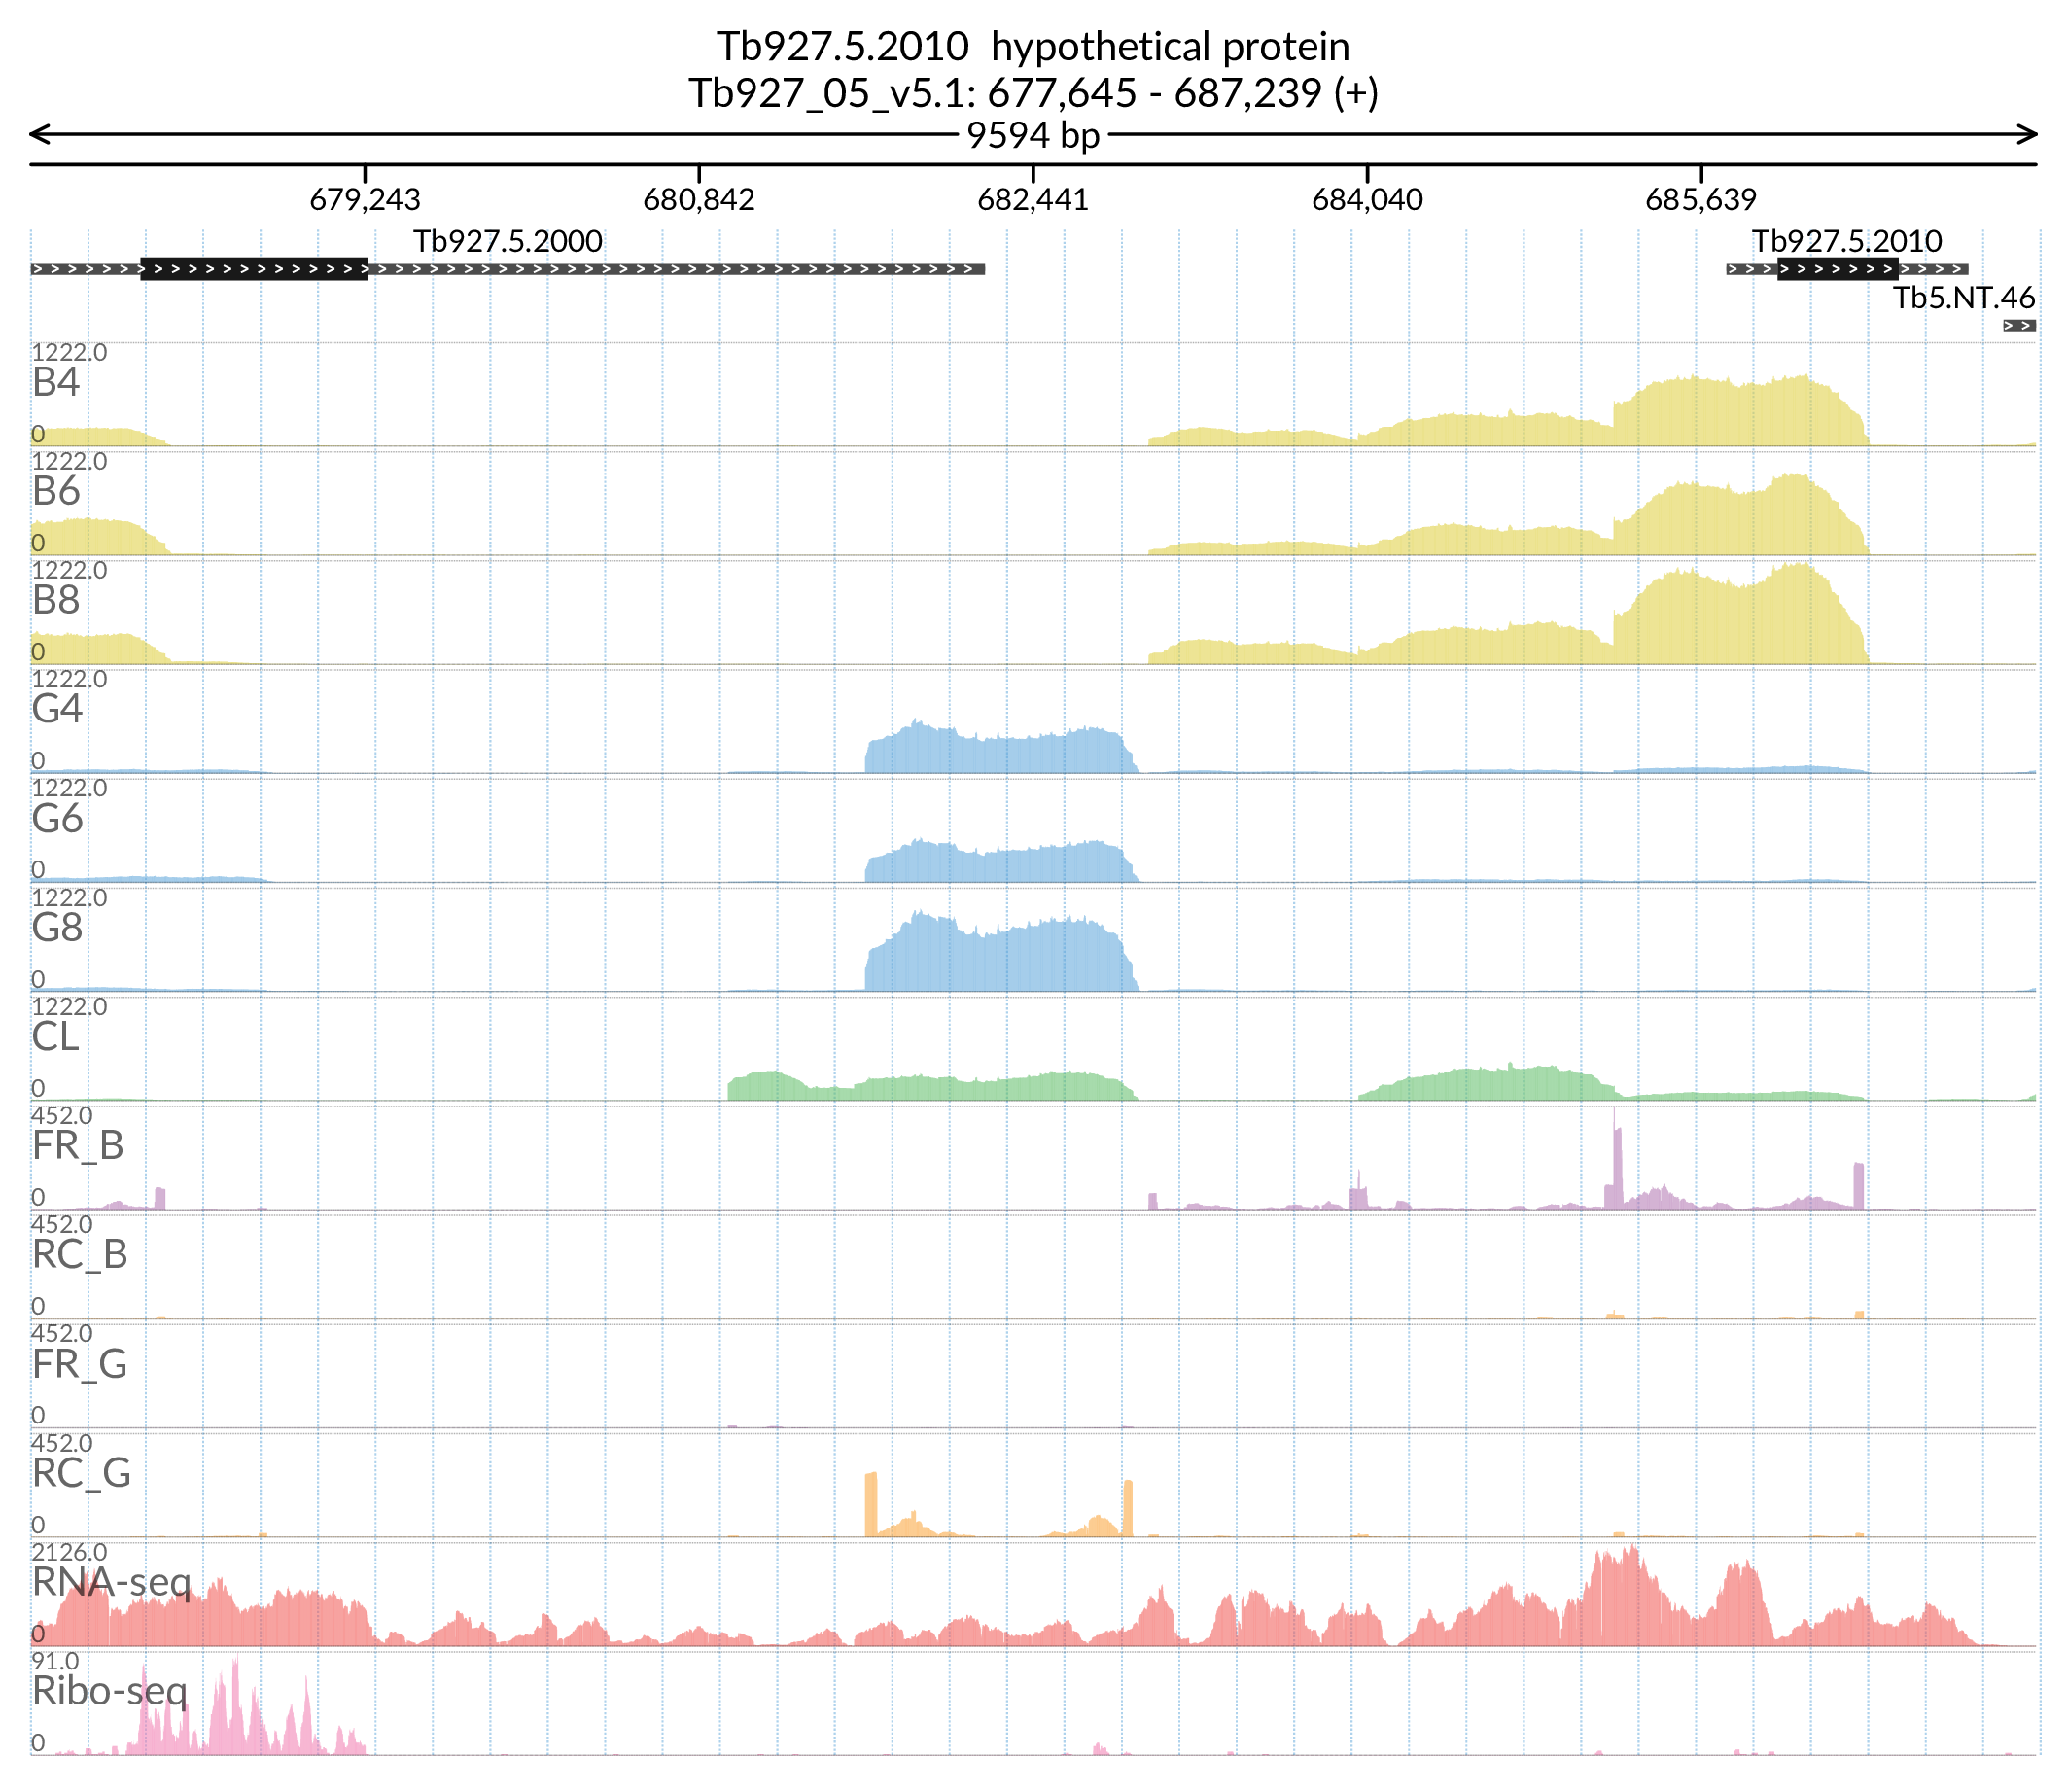 Tb927.5.2010  hypothetical protein
Tb927_05_v5.1: 677,645 - 687,239 (+)
9594 bp
679,243 680,842 682,441 684,040 685,639
Tb927.5.2000 Tb927.5.2010
Tb5.NT.46
1222.0
B4
0
1222.0
B6
0
1222.0
B8
0
1222.0
G4
0
1222.0
G6
0
1222.0
G8
0
1222.0
CL
0
452.0
FR_B
0
452.0
RC_B
0
452.0
FR_G
0
452.0
RC_G
0
2126.0
RNA-seq
0
91.0
Ribo-seq
0